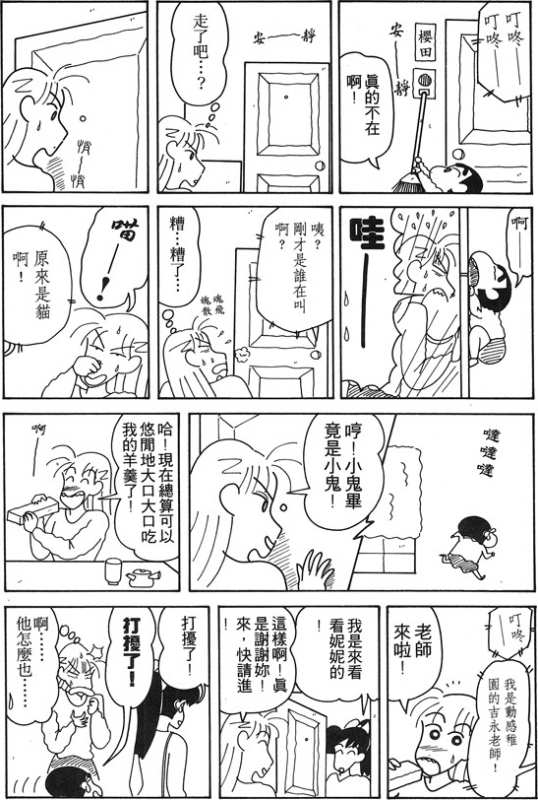 叮咚——
叮咚——
櫻田
安——靜
真的不在
啊！
安——靜
走了吧…？
悄——
悄——
啊——
哇——
咦？
剛才是誰在叫
啊？
魂飛
魄散
糟…糟了…
喵——！
原來是貓
啊！
噠
噠
噠
哼！小鬼畢
竟是小鬼！
哈！現在總算可以
悠閒地大口大口吃
我的羊羹了！
啊——
叮咚——
我是動感稚
園的吉永老師！
老師
來啦！
我是來看
看妮妮的
！
這樣啊！真
是謝謝妳！
來，快請進
打擾了！
打擾了！
啊……
他怎麼也……